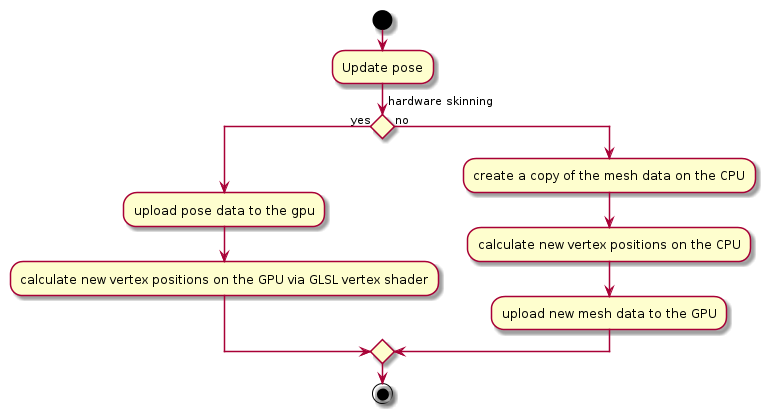 Update pose
hardware skinning
yes
no
create a copy of the mesh data on the CPU
upload pose data to the gpu
calculate new vertex positions on the CPU
calculate new vertex positions on the GPU via GLSL vertex shader
upload new mesh data to the GPU